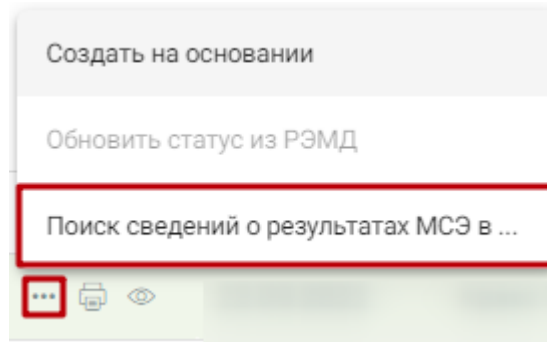 Создать на основании
Обновить статус из РЭМД
Поиск сведений о результатах МСЭ в ...